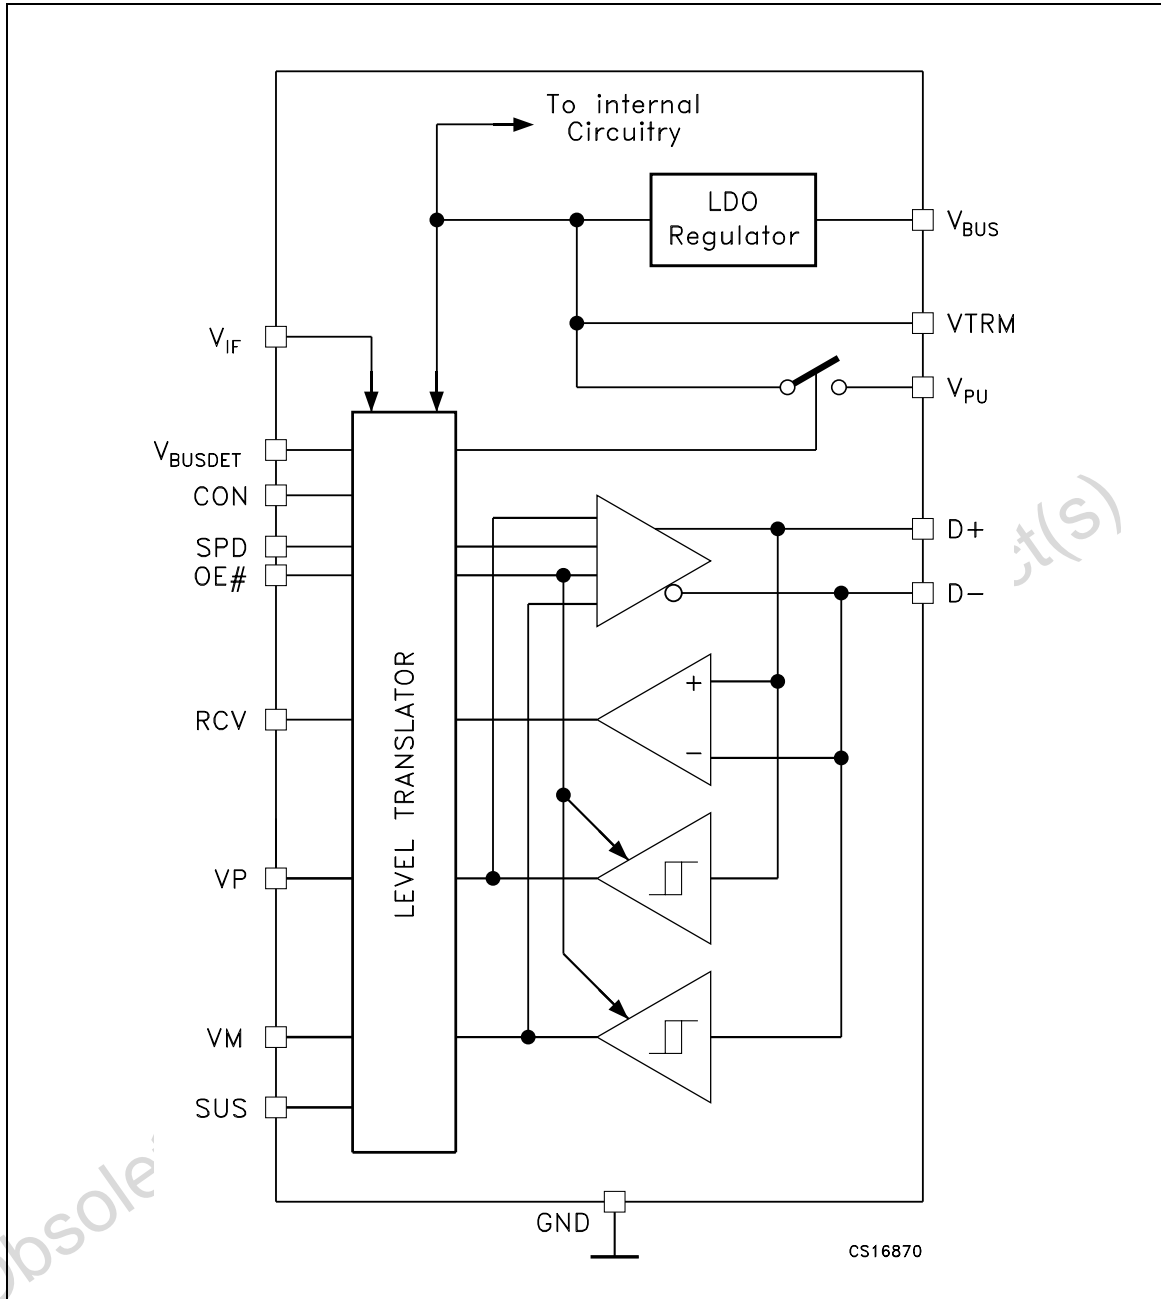 To internal
Circuitry
LDO
Regulator
VBUS
VTRM
VIF
VPU
VBUSDET
CON
SPD
OE#
D+
D-
LEVEL TRANSLATOR
+
-
RCV
VP
VM
SUS
GND
CS16870